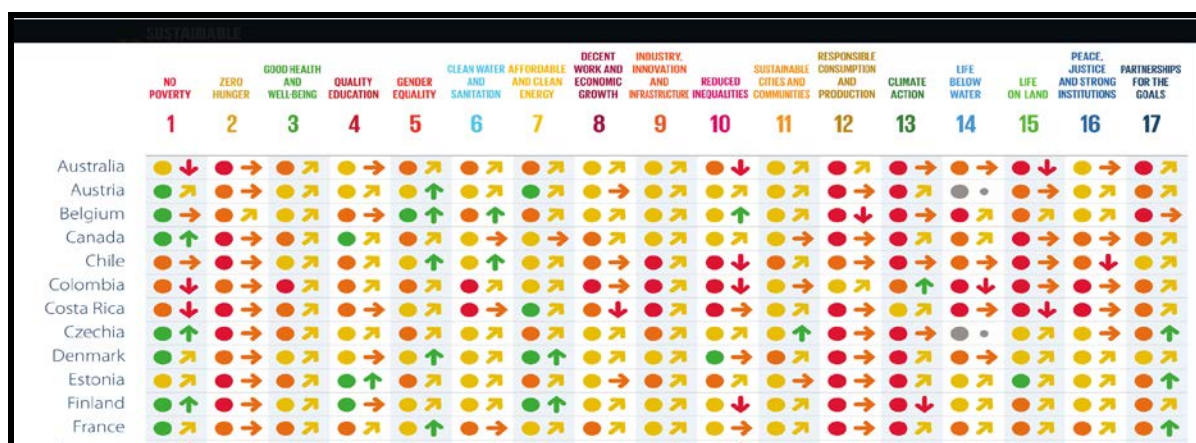 SUSTAINABLE
NO
POVERTY
ZERO
HUNGER
GOOD HEALTH
AND
WELL-BEING
QUALITY
EDUCATION
GENDER
EQUALITY
CLEAN WATER
AND
SANITATION
AFFORDABLE
AND CLEAN
ENERGY
DECENT
WORK AND
ECONOMIC
GROWTH
INDUSTRY,
INNOVATION
AND
INFRASTRUCTURE
REDUCED
INEQUALITIES
SUSTAINABLE
CITIES AND
COMMUNITIES
RESPONSIBLE
CONSUMPTION
AND
PRODUCTION
CLIMATE
ACTION
LIFE
BELOW
WATER
LIFE
ON LAND
PEACE,
JUSTICE
AND STRONG
INSTITUTIONS
PARTNERSHIPS
FOR THE
GOALS
1 2 3 4 5 6 7 8 9 10 11 12 13 14 15 16 17
Australia
Austria
Belgium
Canada
Chile
Colombia
Costa Rica
Czechia
Denmark
Estonia
Finland
France